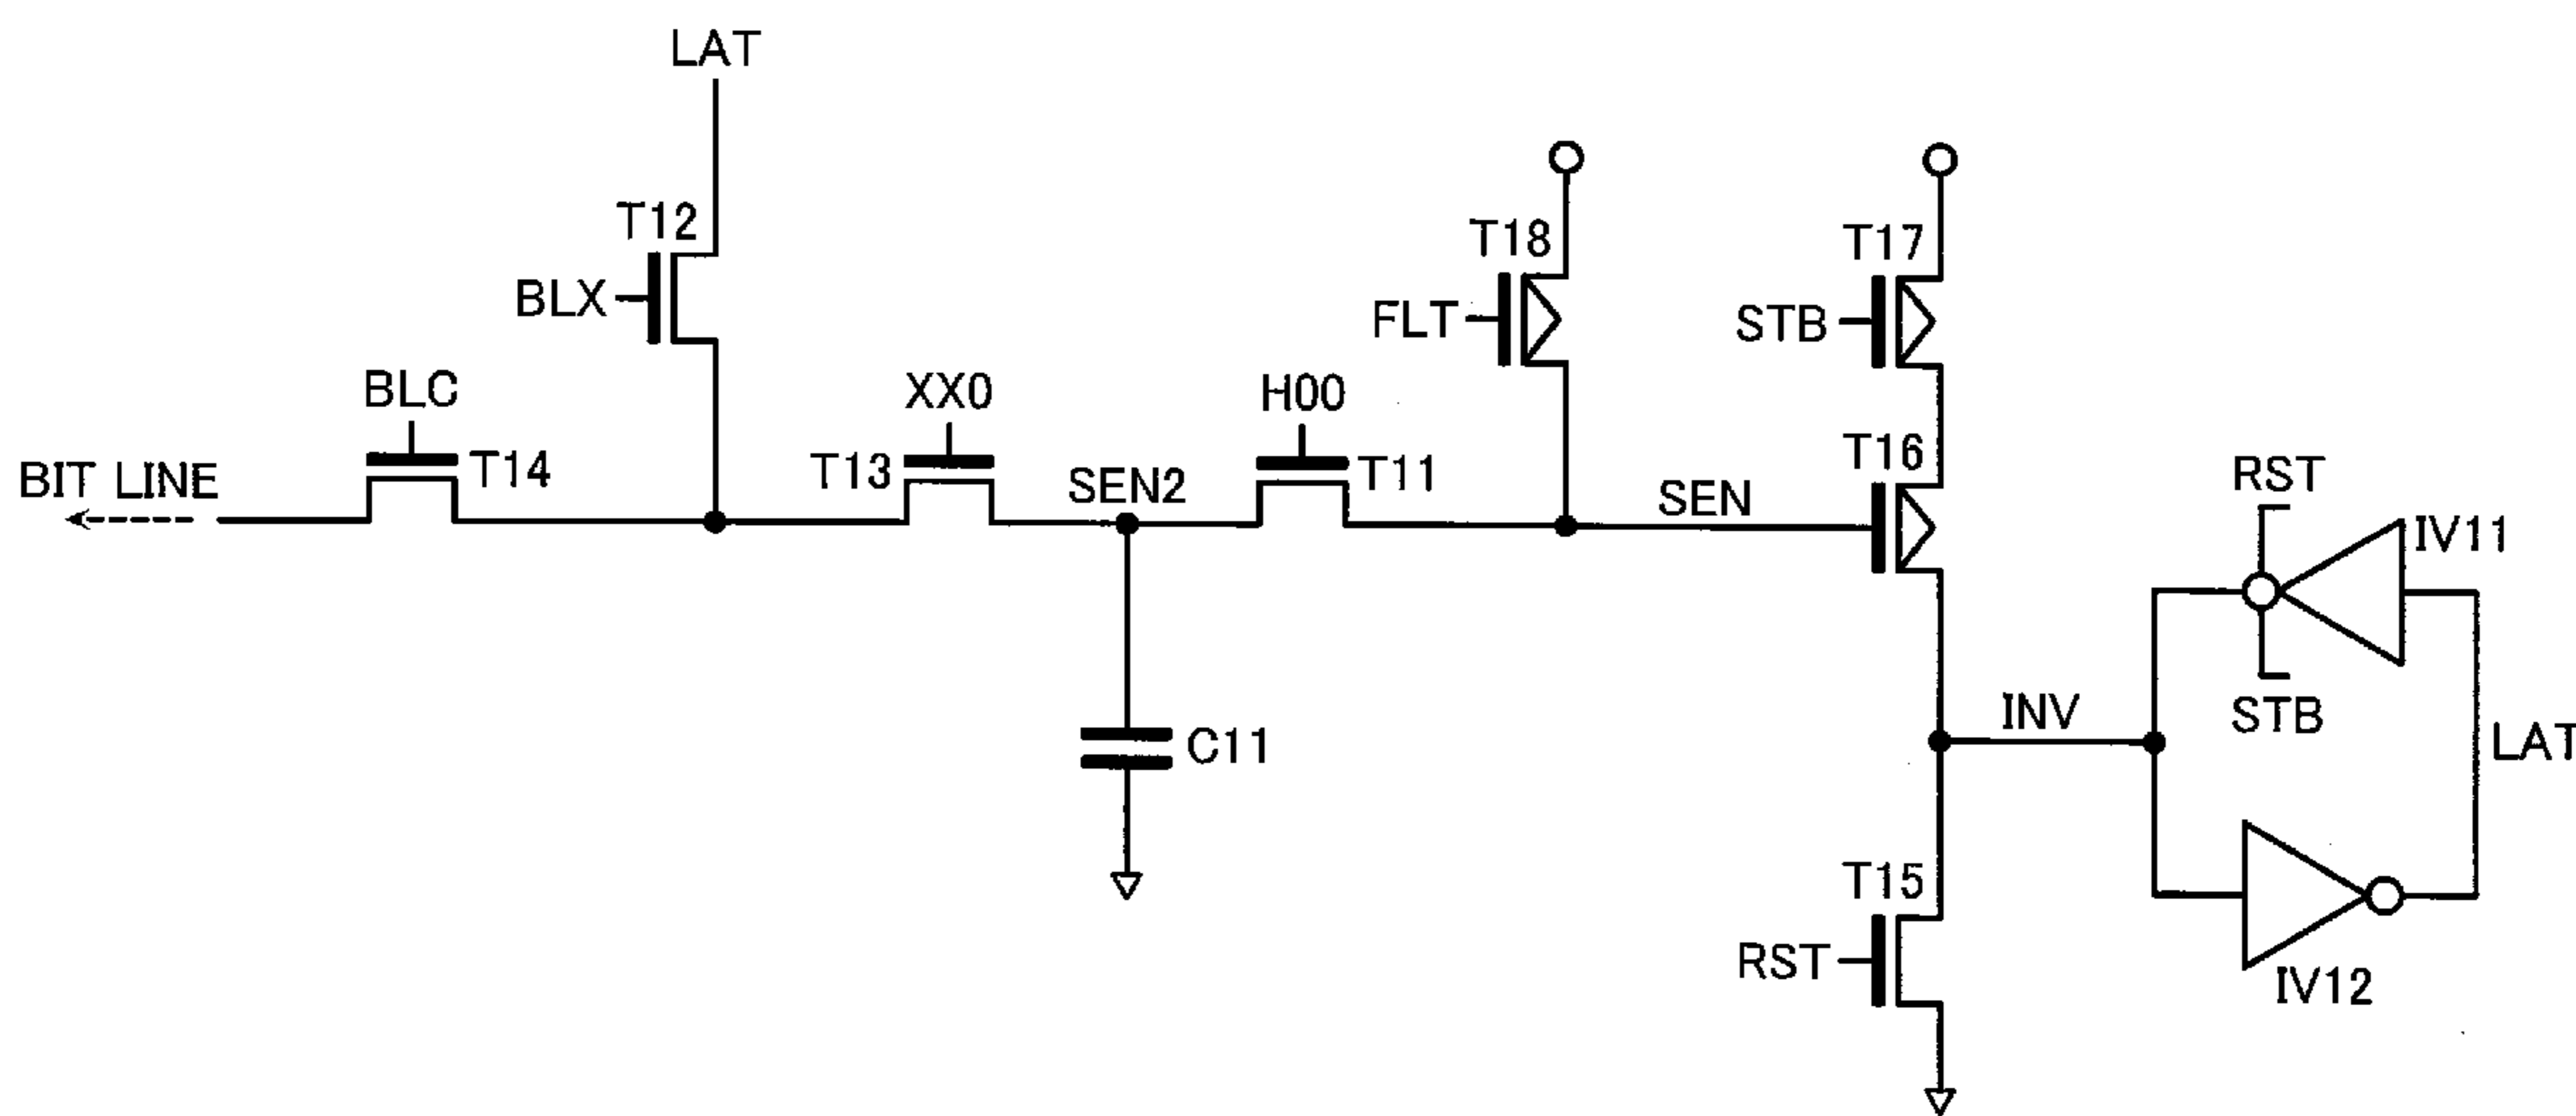 LAT
T12
BLX
T18
T17
FLT
STB
BLC
XX0
H00
T16
BIT LINE
T14
T13
SEN2
T11
SEN
RST
IV11
INV
STB
LAT
C11
T15
RST
IV12